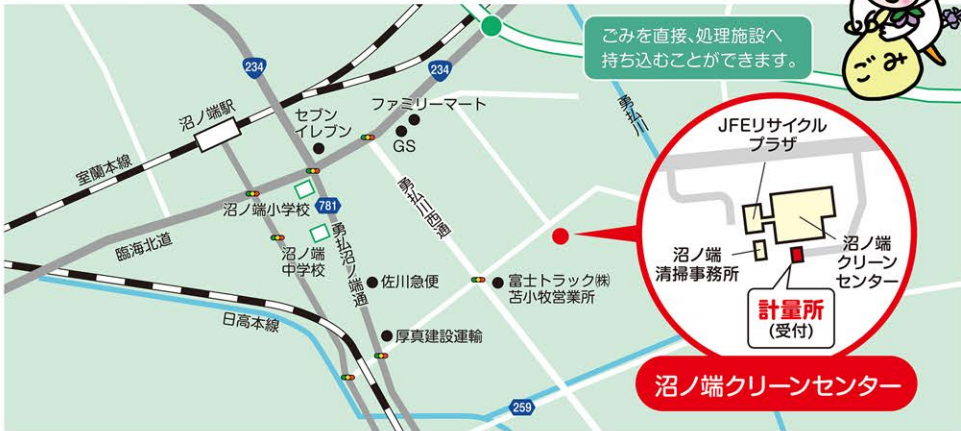 ごみを直接、処理施設へ
持ち込むことができます。
ごみ
234
234
沼ノ端駅
セブン
イレブン
ファミリーマート
GS
勇払川
室蘭本線
沼ノ端小学校
781
勇払川西通
臨海北道
沼ノ端
中学校
勇払沼ノ端通
佐川急便
富士トラック㈱
苫小牧営業所
日高本線
厚真建設運輸
259
JFEリサイクル
プラザ
沼ノ端
清掃事務所
沼ノ端
クリーン
センター
計量所
(受付)
沼ノ端クリーンセンター